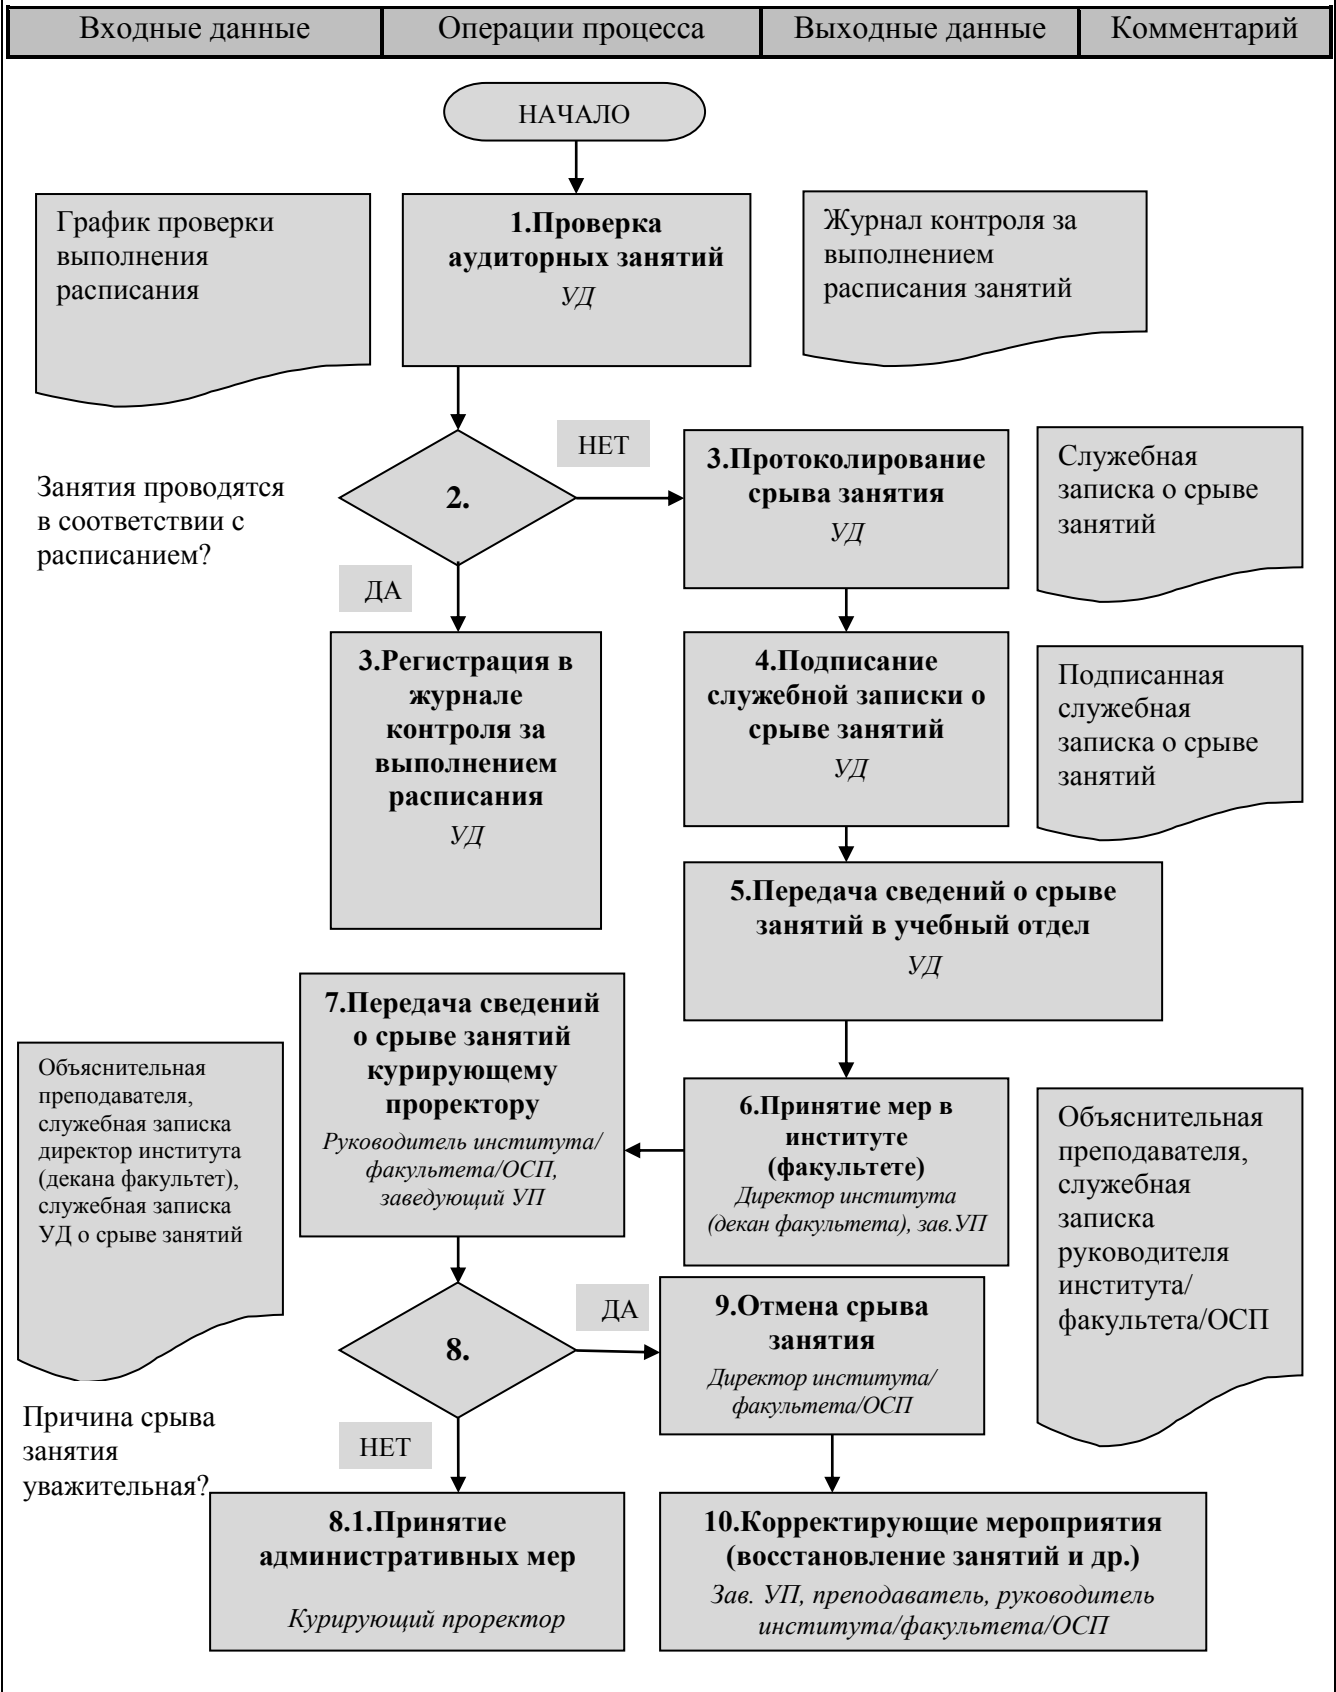 Входные данные
Операции процесса
Выходные данные
Комментарий
НАЧАЛО
График проверки
выполнения
расписания
1.Проверка
аудиторных занятий
УД
Журнал контроля за
выполнением
расписания занятий
Занятия проводятся
в соответствии с
расписанием?
2.
НЕТ
3.Протоколирование
срыва занятия
УД
Служебная
записка о срыве
занятий
ДА
3.Регистрация в
журнале
контроля за
выполнением
расписания
УД
4.Подписание
служебной записки о
срыве занятий
УД
Подписанная
служебная
записка о срыве
занятий
5.Передача сведений о срыве
занятий в учебный отдел
УД
7.Передача сведений
о срыве занятий
курирующему
проректору
Руководитель института/
факультета/ОСП,
заведующий УП
6.Принятие мер в
институте
(факультете)
Директор института
(декан факультета), зав.УП
Объяснительная
преподавателя,
служебная записка
директор института
(декана факультет),
служебная записка
УД о срыве занятий
Объяснительная
преподавателя,
служебная
записка
руководителя
института/
факультета/ОСП
8.
ДА
9.Отмена срыва
занятия
Директор института/
факультета/ОСП
Причина срыва
занятия
уважительная?
НЕТ
8.1.Принятие
административных мер
Курирующий проректор
10.Корректирующие мероприятия
(восстановление занятий и др.)
Зав. УП, преподаватель, руководитель
института/факультета/ОСП